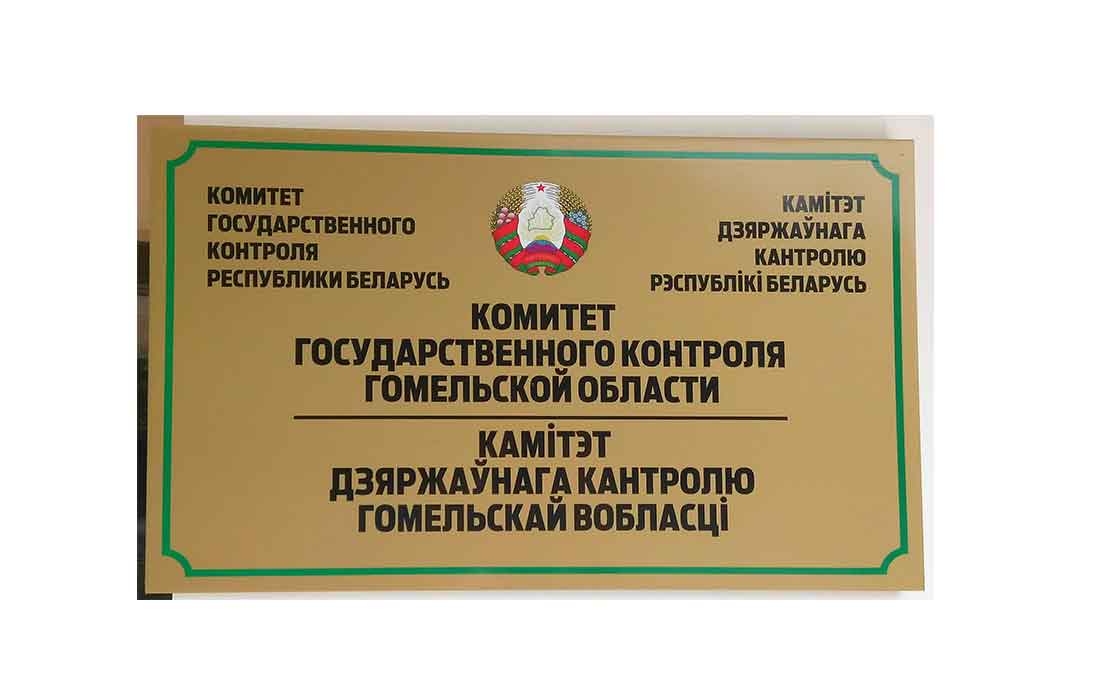 КОМИТЕТ
ГОСУДАРСТВЕННОГО
КОНТРОЛЯ
РЕСПУБЛИКИ БЕЛАРУСЬ
КАМІТЭТ
ДЗЯРЖАЎНАГА
КАНТРОЛЮ
РЭСПУБЛІКІ БЕЛАРУСЬ
КОМИТЕТ
ГОСУДАРСТВЕННОГО КОНТРОЛЯ
ГОМЕЛЬСКОЙ ОБЛАСТИ
КАМІТЭТ
ДЗЯРЖАЎНАГА КАНТРОЛЮ
ГОМЕЛЬСКАЙ ВОБЛАСЦІ